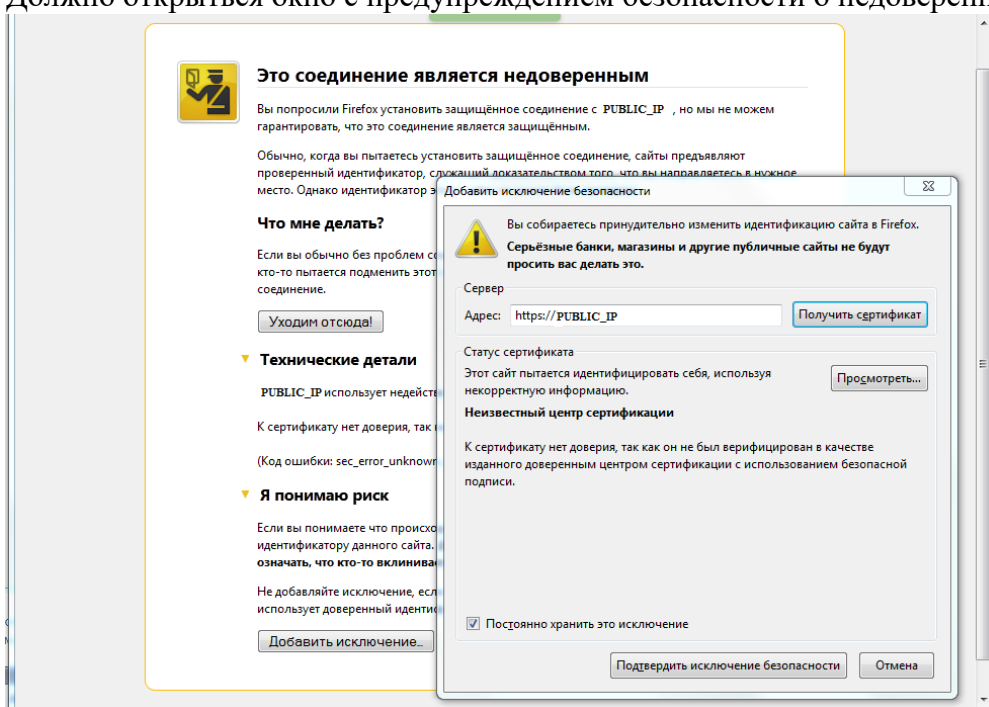 Должно открыться окно с предупреждением безопасности о
Это соединение является недоверенным
Вы попросили Firefox установить защищённое соединение с PUBLIC_IP , но мы не можем
гарантировать, что это соединение является защищённым.
Обычно, когда вы пытаетесь установить защищённое соединение, сайты предъявляют
проверенный идентификатор, служащий доказательством того, что вы направляетесь в нужное
место. Однако идентификатор
Что мне делать?
Если вы обычно без проблем
кто-то пытается подменить этот
соединение.
Уходим отсюда!
Технические детали
PUBLIC_IP использует
К сертификату нет доверия, так
(Код ошибки: sec_error_unknown
Я понимаю риск
Если вы понимаете что
идентификатору данного сайта.
означать, что кто-то
Не добавляйте исключение,
использует доверенный
Добавить исключение...
Добавить исключение безопасности
Вы собираетесь принудительно изменить идентификацию сайта в Firefox.
Серьёзные банки, магазины и другие публичные сайты не будут
просить вас делать это.
Сервер
Адрес: https://PUBLIC_IP Получить сертификат
Статус сертификата
Этот сайт пытается идентифицировать себя, используя
некорректную информацию.
Просмотреть...
Неизвестный центр сертификации
К сертификату нет доверия, так как он не был верифицирован в качестве
изданного доверенным центром сертификации с использованием безопасной
подписи.
Постоянно хранить это исключение
Подтвердить исключение безопасности Отмена